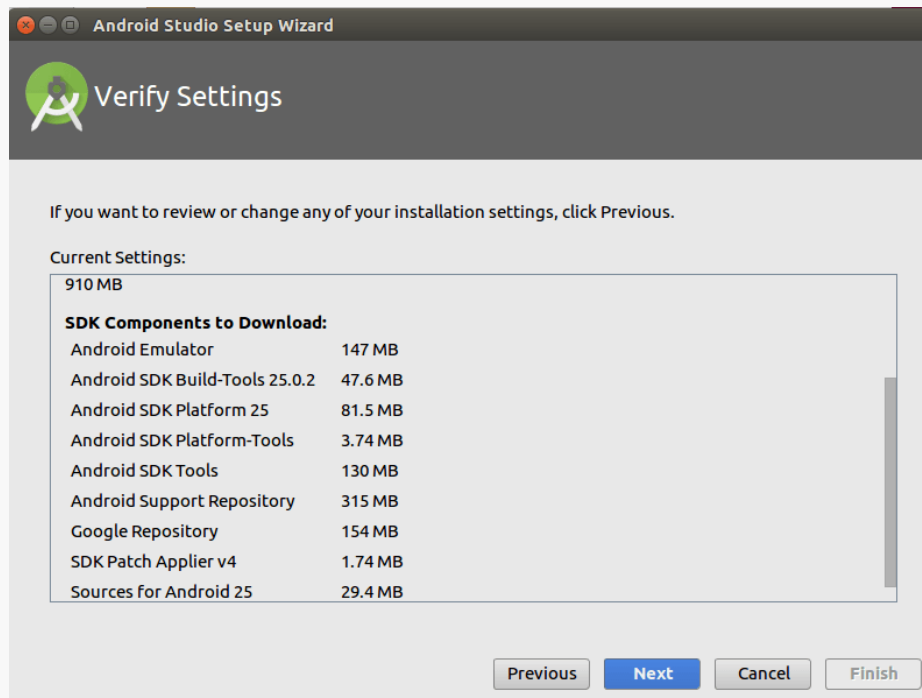 Android Studio Setup Wizard
Verify Settings
If you want to review or change any of your installation settings, click Previous.
Current Settings:
910 MB
SDK Components to Download:
Android Emulator 147 MB
Android SDK Build-Tools 25.0.2 47.6 MB
Android SDK Platform 25 81.5 MB
Android SDK Platform-Tools 3.74 MB
Android SDK Tools 130 MB
Android Support Repository 315 MB
Google Repository 154 MB
SDK Patch Applier v4 1.74 MB
Sources for Android 25 29.4 MB
Previous Next Cancel Finish